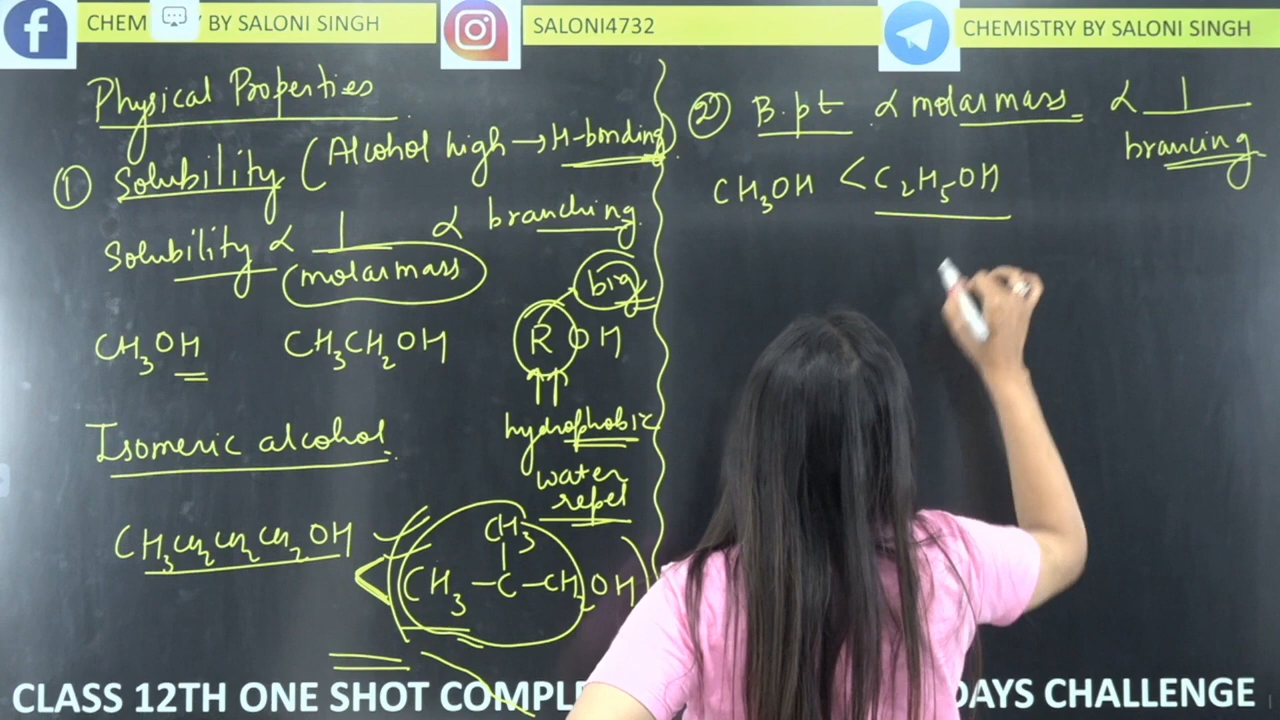 CHEM BY SALONI SINGH
SALONI4732
CHEMISTRY BY SALONI SINGH
Physical Properties
① Solubility (Alcohol high → H-bonding)
Solubility ∝ 1/molarmass ∝ branching
CH₃OH CH₃CH₂OH
R OH
big
hydrophobic
water
repel
Isomeric alcohol
CH₃CH₂CH₂CH₂OH <
CH₃
CH₃ – C – CH₂OH
② B.pt ∝ molarmass ∝ 1/brancing
CH₃OH < C₂H₅OH
CLASS 12TH ONE SHOT COMPLE
DAYS CHALLENGE